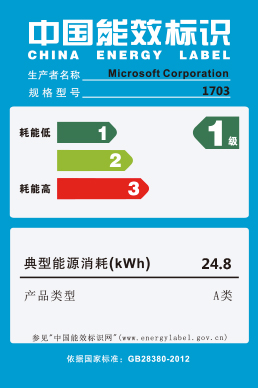 中国能效标识
CHINA ENERGY LABEL
生产者名称 Microsoft Corporation
规格型号 1703
耗能低 1 1级
2
耗能高 3
典型能源消耗(kWh) 24.8
产品类型 A类
参见"中国能效标识网"(www.energylabel.gov.cn)
依据国家标准：GB28380-2012